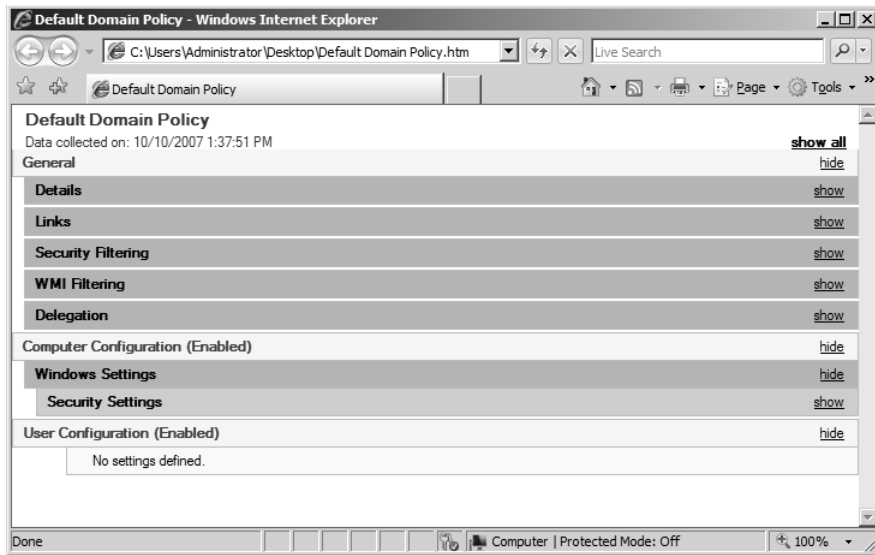 Default Domain Policy - Windows Internet Explorer
C:\Users\Administrator\Desktop\Default Domain Policy.htm
Live Search
Default Domain Policy
Page
Tools
Default Domain Policy
Data collected on: 10/10/2007 1:37:51 PM
show all
General hide
Details show
Links show
Security Filtering show
WMI Filtering show
Delegation show
Computer Configuration (Enabled) hide
Windows Settings hide
Security Settings show
User Configuration (Enabled) hide
No settings defined.
Done
Computer | Protected Mode: Off
100%